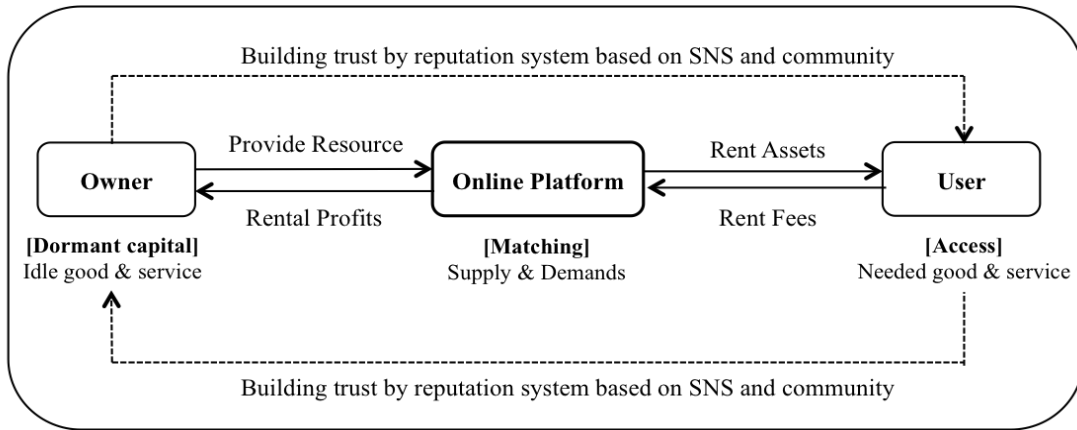 Building trust by reputation system based on SNS and community
Provide Resource
Rent Assets
Owner
Online Platform
User
Rental Profits
Rent Fees
[Dormant capital]
Idle good & service
[Matching]
Supply & Demands
[Access]
Needed good & service
Building trust by reputation system based on SNS and community